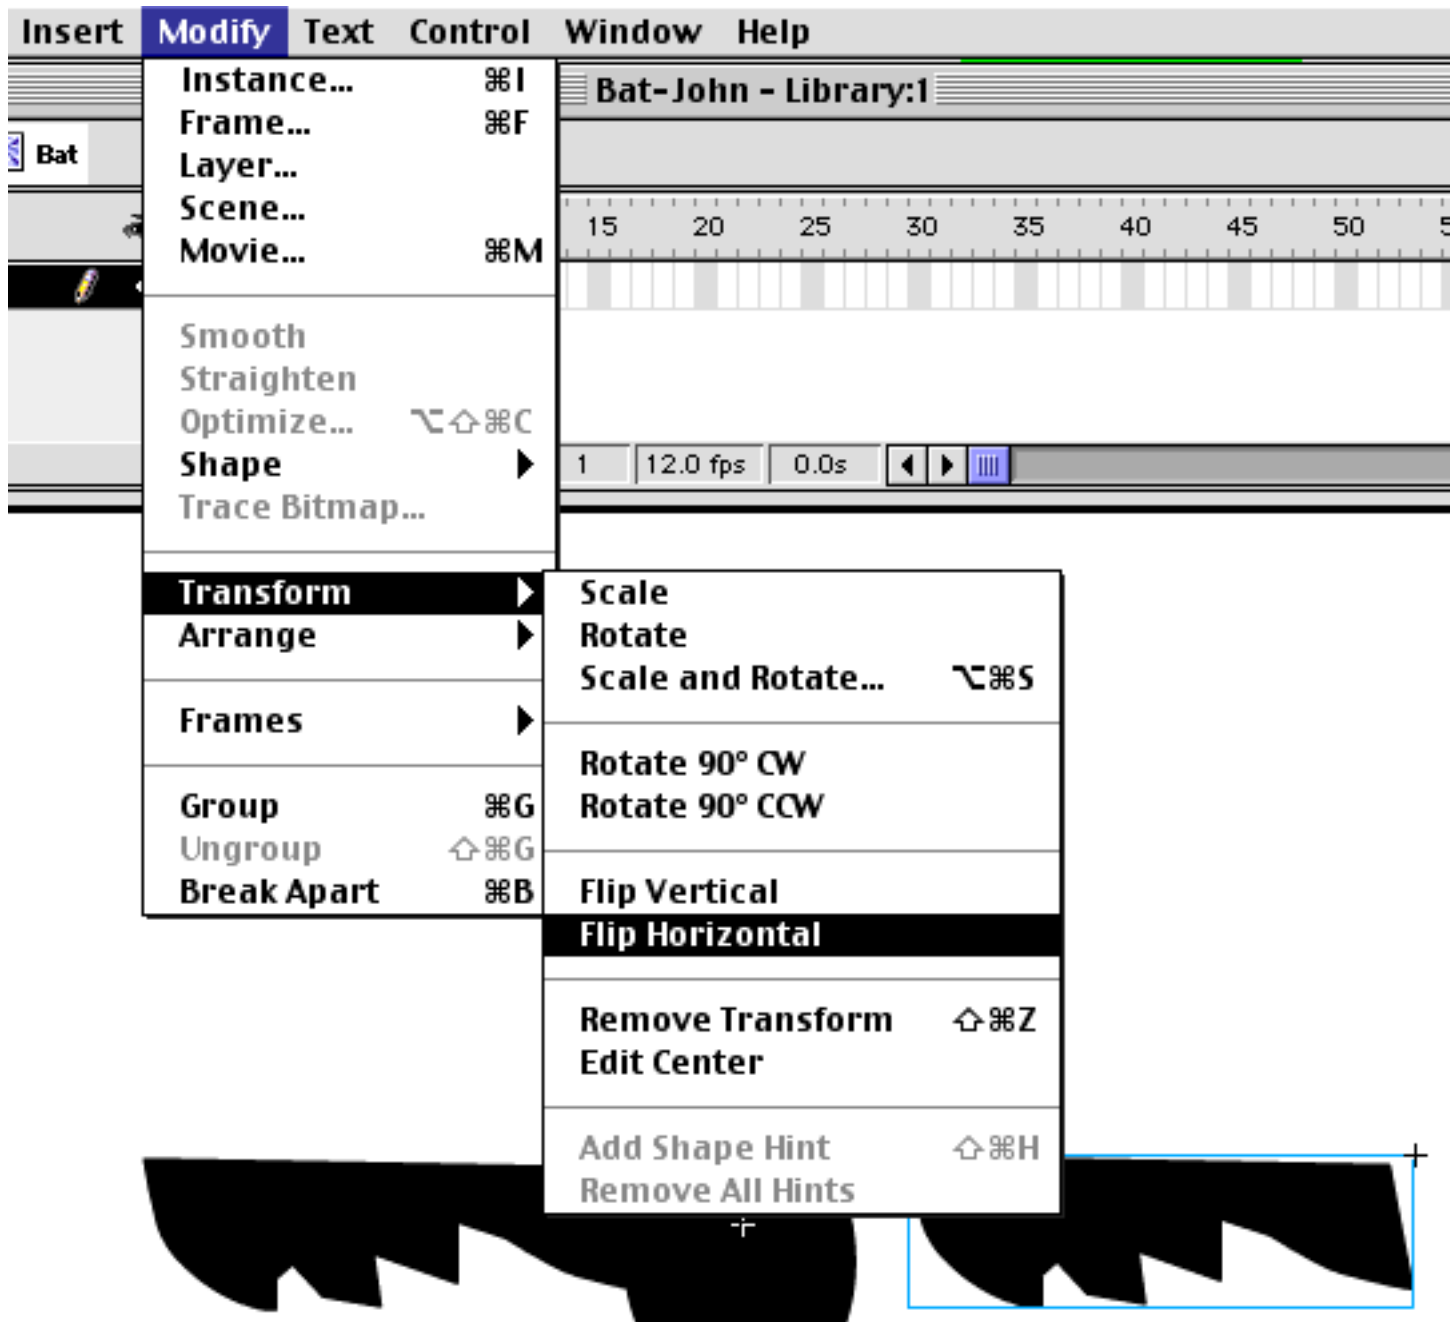 Insert Modify Text Control Window Help
Bat-John - Library:1
Bat
Instance... ⌘I
Frame... ⌘F
Layer...
Scene...
Movie... ⌘M
15 20 25 30 35 40 45 50
Smooth
Straighten
Optimize... ⌥⇧⌘C
Shape
Trace Bitmap...
1 12.0 fps 0.0s
Transform
Arrange
Frames
Group ⌘G
Ungroup ⇧⌘G
Break Apart ⌘B
Scale
Rotate
Scale and Rotate... ⌥⌘S
Rotate 90° CW
Rotate 90° CCW
Flip Vertical
Flip Horizontal
Remove Transform ⇧⌘Z
Edit Center
Add Shape Hint ⇧⌘H
Remove All Hints